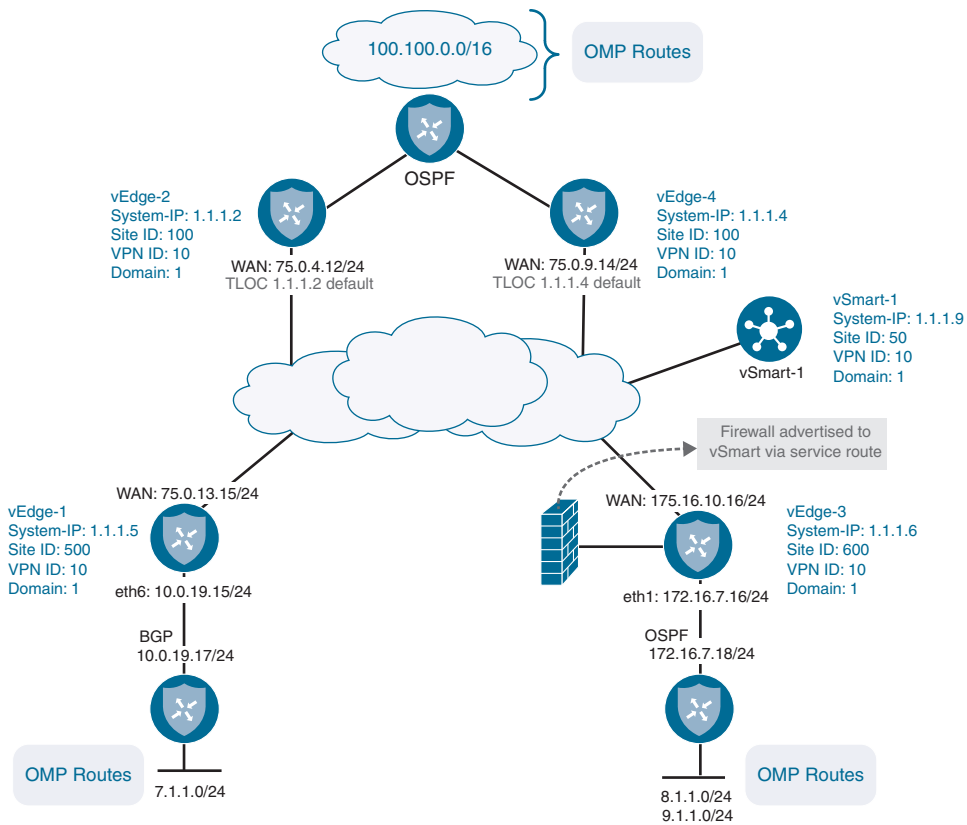 100.100.0.0/16
OMP Routes
OSPF
vEdge-2
System-IP: 1.1.1.2
Site ID: 100
VPN ID: 10
Domain: 1
WAN: 75.0.4.12/24
TLOC 1.1.1.2 default
vEdge-4
System-IP: 1.1.1.4
Site ID: 100
VPN ID: 10
Domain: 1
WAN: 75.0.9.14/24
TLOC 1.1.1.4 default
vSmart-1
System-IP: 1.1.1.9
Site ID: 50
VPN ID: 10
Domain: 1
vSmart-1
Firewall advertised to
vSmart via service route
WAN: 75.0.13.15/24
vEdge-1
System-IP: 1.1.1.5
Site ID: 500
VPN ID: 10
Domain: 1
eth6: 10.0.19.15/24
BGP
10.0.19.17/24
OMP Routes
7.1.1.0/24
WAN: 175.16.10.16/24
vEdge-3
System-IP: 1.1.1.6
Site ID: 600
VPN ID: 10
Domain: 1
eth1: 172.16.7.16/24
OSPF
172.16.7.18/24
OMP Routes
8.1.1.0/24
9.1.1.0/24